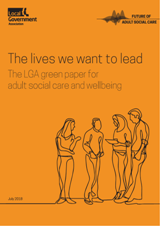 Local
Government
Association
FUTURE OF
ADULT SOCIAL CARE
The lives we want to lead
The LGA green paper for
adult social care and wellbeing
July 2018